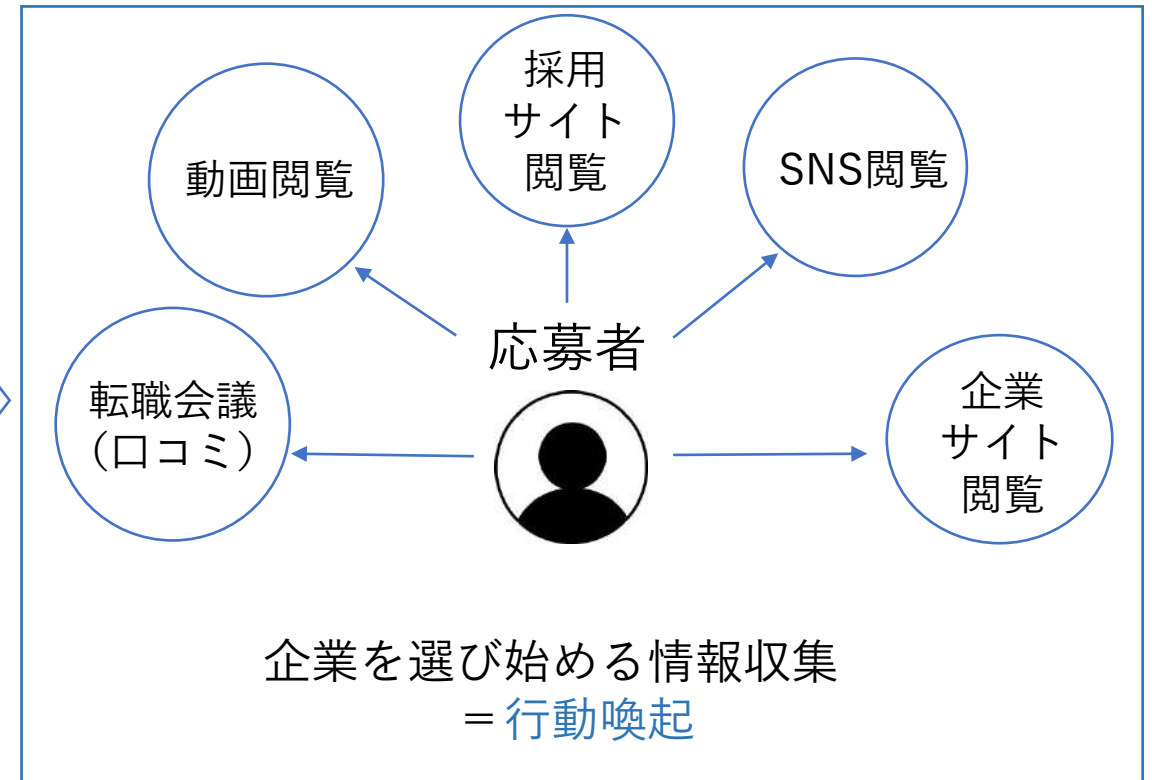 採用
サイト
閲覧
動画閲覧
SNS閲覧
応募者
転職会議
（口コミ）
企業
サイト
閲覧
企業を選び始める情報収集
＝行動喚起